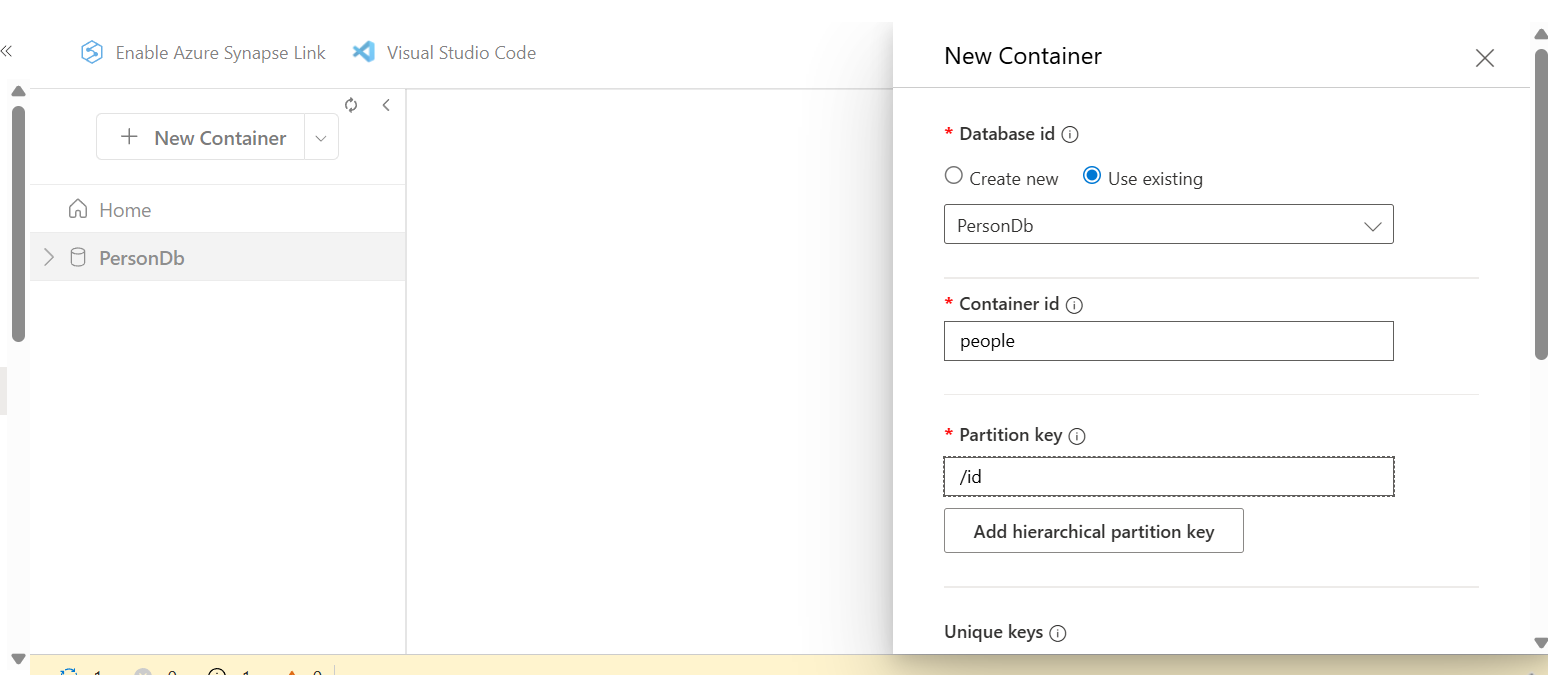 Enable Azure Synapse Link Visual Studio Code
New Container
Home
PersonDb
New Container
* Database id
Create new Use existing
PersonDb
* Container id
people
* Partition key
/id
Add hierarchical partition key
Unique keys